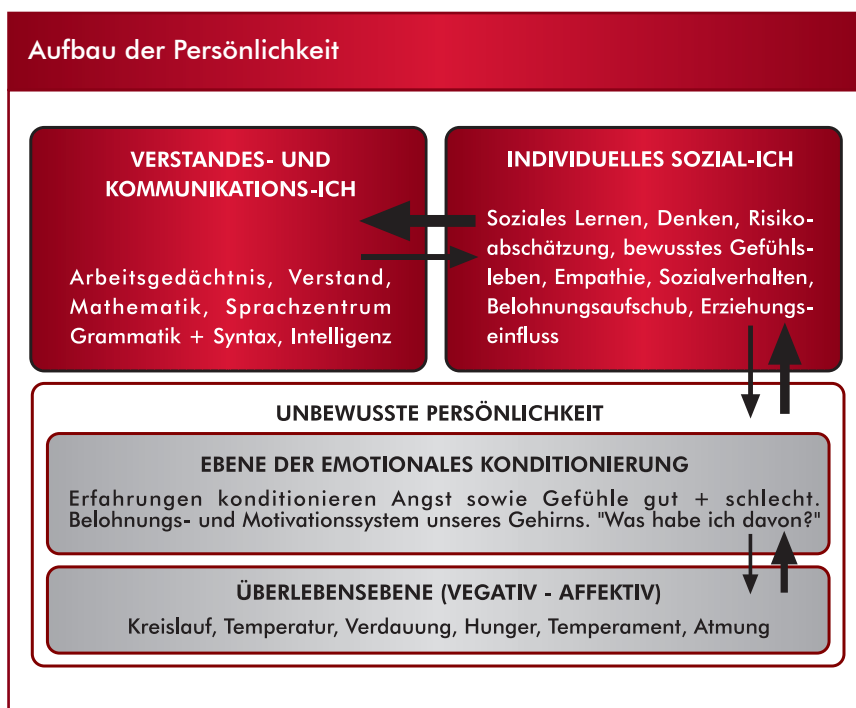 Aufbau der Persönlichkeit
VERSTANDES- UND
KOMMUNIKATIONS-ICH
Arbeitsgedächtnis, Verstand,
Mathematik, Sprachzentrum
Grammatik + Syntax, Intelligenz
INDIVIDUELLES SOZIAL-ICH
Soziales Lernen, Denken, Risiko-
abschätzung, bewusstes Gefühls-
leben, Empathie, Sozialverhalten,
Belohnungsaufschub, Erziehungs-
einfluss
UNBEWUSSTE PERSÖNLICHKEIT
EBENE DER EMOTIONALES KONDITIONIERUNG
Erfahrungen konditionieren Angst sowie Gefühle gut + schlecht.
Belohnungs- und Motivationssystem unseres Gehirns. "Was habe ich davon?"
ÜBERLEBENSEBENE (VEGATIV - AFFEKTIV)
Kreislauf, Temperatur, Verdauung, Hunger, Temperament, Atmung